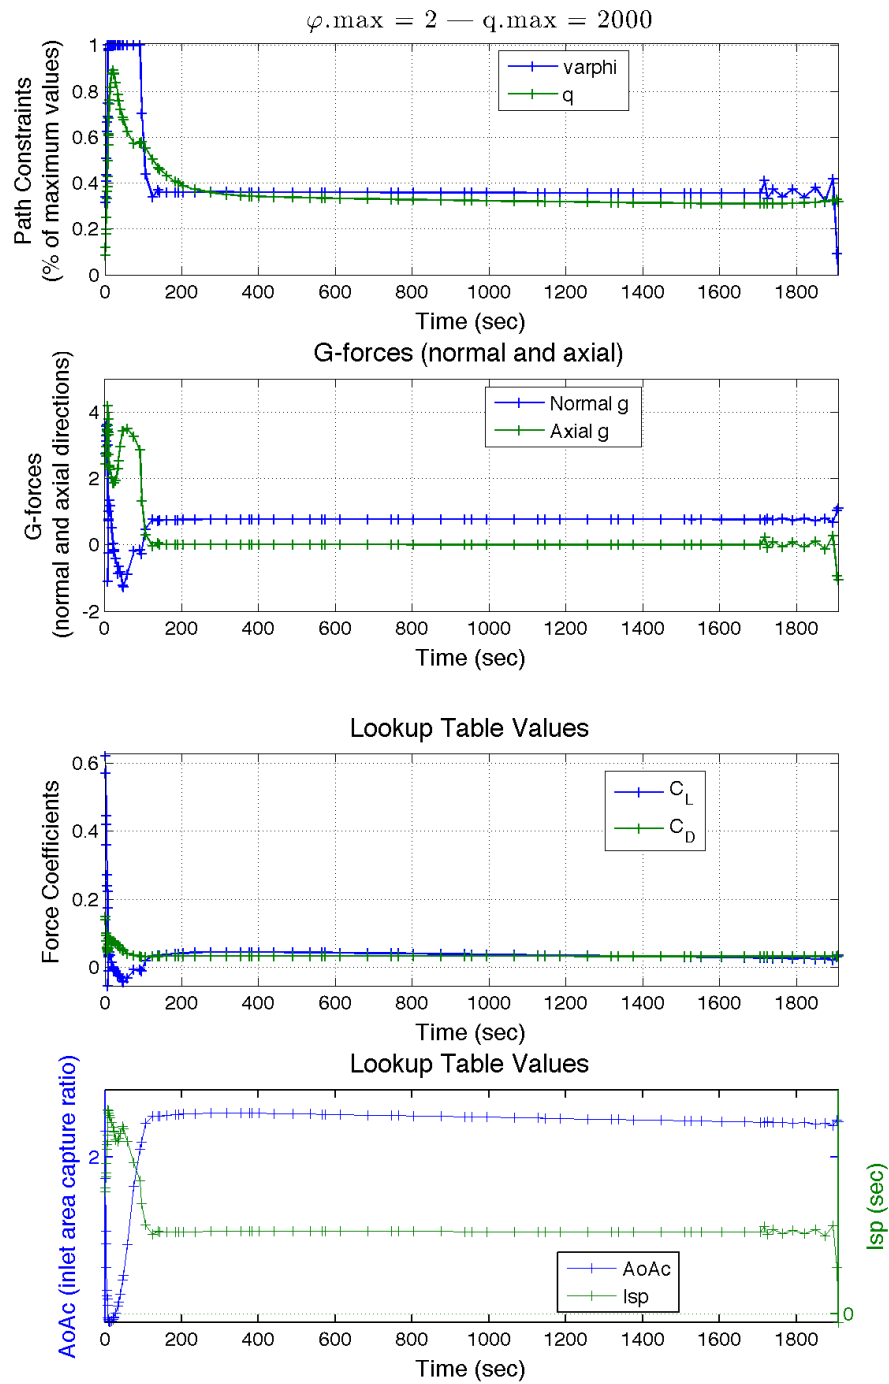 φ.max = 2 — q.max = 2000
1
0.8
0.6
0.4
0.2
0
Path Constraints
(% of maximum values)
varphi
q
0 200 400 600 800 1000 1200 1400 1600 1800
Time (sec)
G-forces (normal and axial)
4
2
0
-2
G-forces
(normal and axial directions)
Normal g
Axial g
0 200 400 600 800 1000 1200 1400 1600 1800
Time (sec)
Lookup Table Values
0.6
0.4
0.2
0
Force Coefficients
C_L
C_D
0 200 400 600 800 1000 1200 1400 1600 1800
Time (sec)
Lookup Table Values
2
AoAc (inlet area capture ratio)
0
Isp (sec)
AoAc
Isp
0 200 400 600 800 1000 1200 1400 1600 1800
Time (sec)